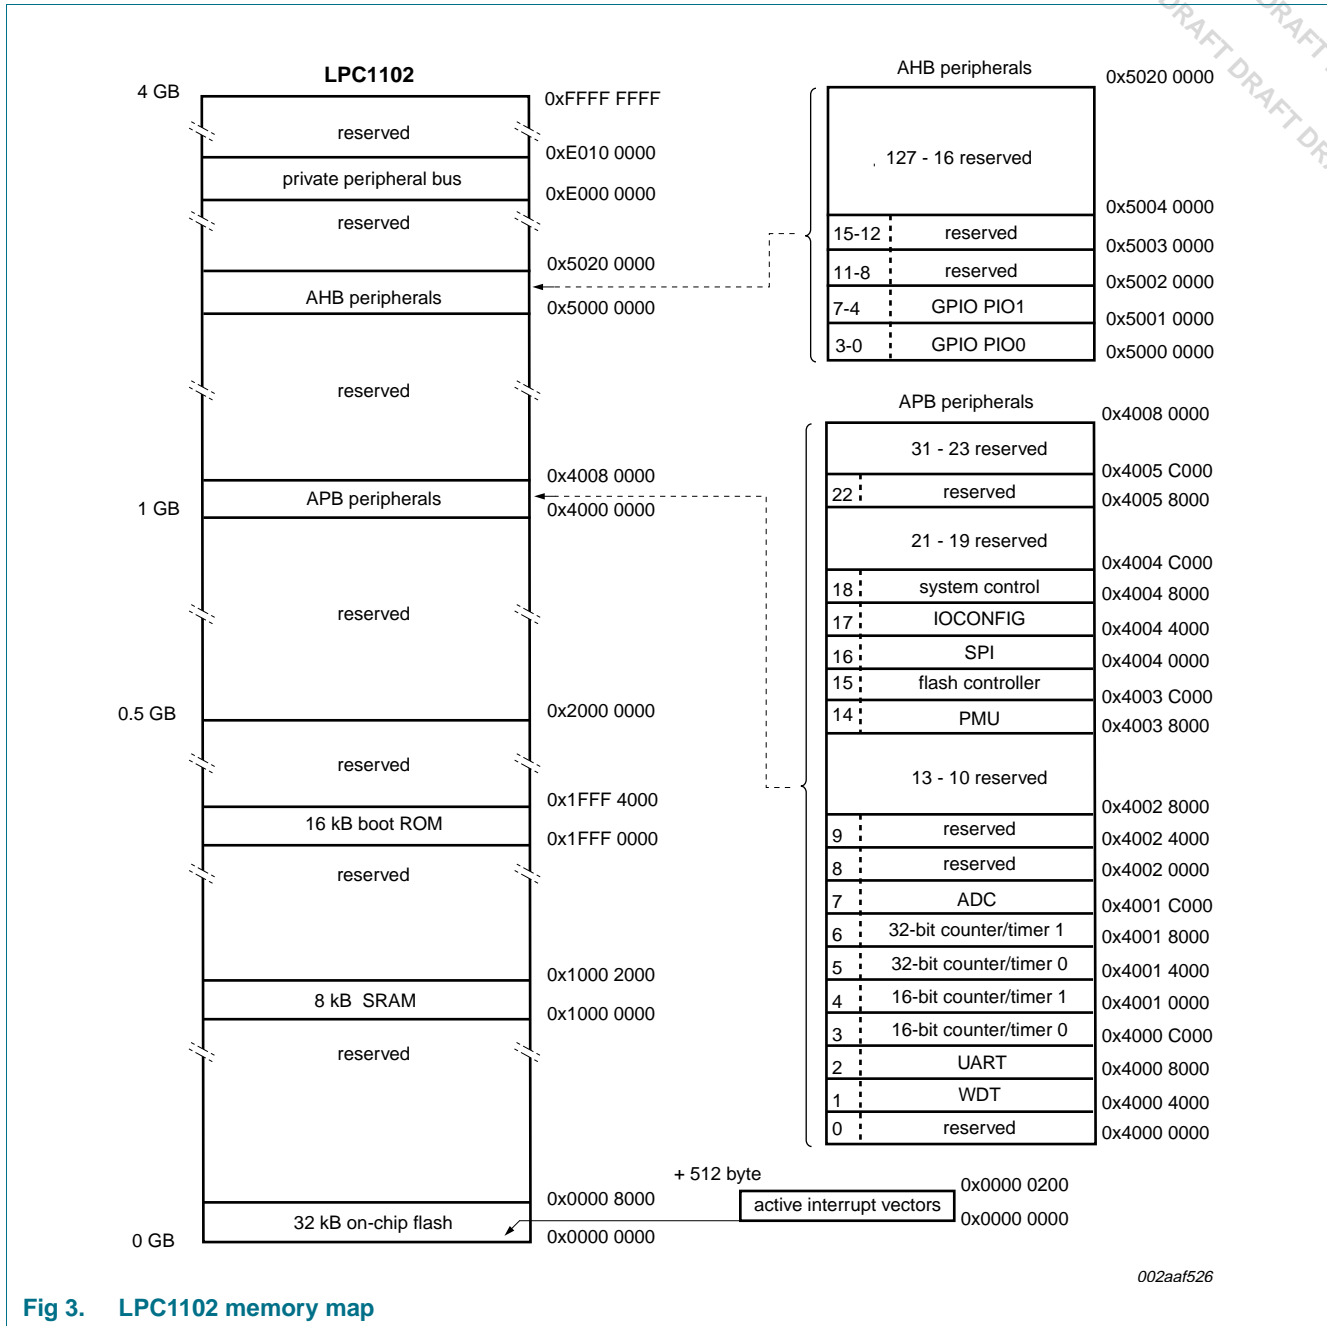 DRAFT DRAFT DRAFT
DRAFT
LPC1102
4 GB
0xFFFF FFFF
reserved
0xE010 0000
private peripheral bus
0xE000 0000
reserved
0x5020 0000
AHB peripherals
0x5000 0000
reserved
0x4008 0000
APB peripherals
1 GB
0x4000 0000
reserved
0.5 GB
0x2000 0000
reserved
0x1FFF 4000
16 kB boot ROM
0x1FFF 0000
reserved
0x1000 2000
8 kB SRAM
0x1000 0000
reserved
0x0000 8000
32 kB on-chip flash
0 GB
0x0000 0000
AHB peripherals
0x5020 0000
127 - 16 reserved
0x5004 0000
15-12 reserved
0x5003 0000
11-8 reserved
0x5002 0000
7-4 GPIO PIO1
0x5001 0000
3-0 GPIO PIO0
0x5000 0000
APB peripherals
0x4008 0000
31 - 23 reserved
0x4005 C000
22 reserved
0x4005 8000
21 - 19 reserved
0x4004 C000
18 system control
0x4004 8000
17 IOCONFIG
0x4004 4000
16 SPI
0x4004 0000
15 flash controller
0x4003 C000
14 PMU
0x4003 8000
13 - 10 reserved
0x4002 8000
9 reserved
0x4002 4000
8 reserved
0x4002 0000
7 ADC
0x4001 C000
6 32-bit counter/timer 1
0x4001 8000
5 32-bit counter/timer 0
0x4001 4000
4 16-bit counter/timer 1
0x4001 0000
3 16-bit counter/timer 0
0x4000 C000
2 UART
0x4000 8000
1 WDT
0x4000 4000
0 reserved
0x4000 0000
+ 512 byte
0x0000 0200
active interrupt vectors
0x0000 0000
002aaf526
Fig 3. LPC1102 memory map